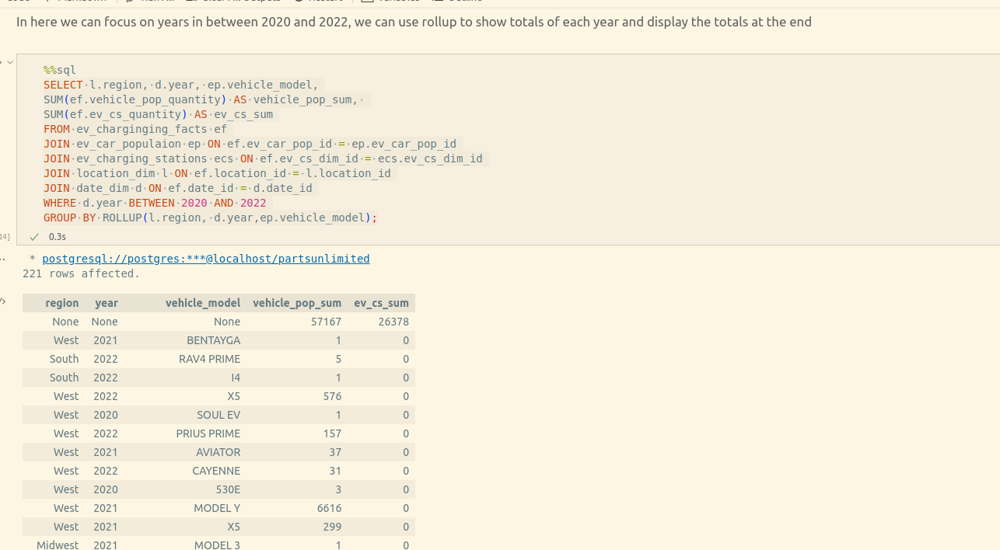 In here we can focus on years in between 2020 and 2022, we can use rollup to show totals of each year and display the totals at the end
%%sql
SELECT l.region, d.year, ep.vehicle_model,
SUM(ef.vehicle_pop_quantity) AS vehicle_pop_sum,
SUM(ef.ev_cs_quantity) AS ev_cs_sum
FROM ev_charginging_facts ef
JOIN ev_car_populaion ep ON ef.ev_car_pop_id = ep.ev_car_pop_id
JOIN ev_charging_stations ecs ON ef.ev_cs_dim_id = ecs.ev_cs_dim_id
JOIN location_dim l ON ef.location_id = l.location_id
JOIN date_dim d ON ef.date_id = d.date_id
WHERE d.year BETWEEN 2020 AND 2022
GROUP BY ROLLUP(l.region, d.year,ep.vehicle_model);
14] ✓ 0.3s
* postgresql://postgres:***@localhost/partsunlimited
221 rows affected.
region year vehicle_model vehicle_pop_sum ev_cs_sum
None None None 57167 26378
West 2021 BENTAYGA 1 0
South 2022 RAV4 PRIME 5 0
South 2022 I4 1 0
West 2022 X5 576 0
West 2020 SOUL EV 1 0
West 2022 PRIUS PRIME 157 0
West 2021 AVIATOR 37 0
West 2022 CAYENNE 31 0
West 2020 530E 3 0
West 2021 MODEL Y 6616 0
West 2021 X5 299 0
Midwest 2021 MODEL 3 1 0